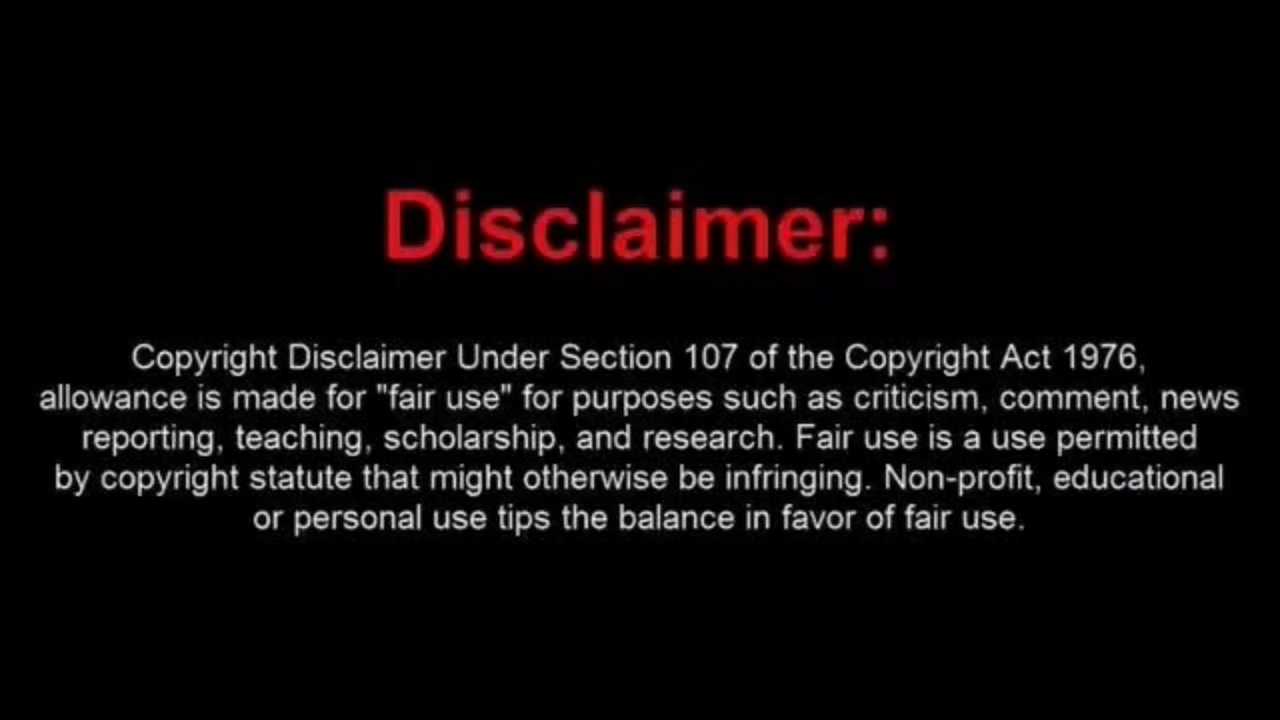 Disclaimer:
Copyright Disclaimer Under Section 107 of the Copyright Act 1976,
allowance is made for "fair use" for purposes such as criticism, comment, news
reporting, teaching, scholarship, and research. Fair use is a use permitted
by copyright statute that might otherwise be infringing. Non-profit, educational
or personal use tips the balance in favor of fair use.